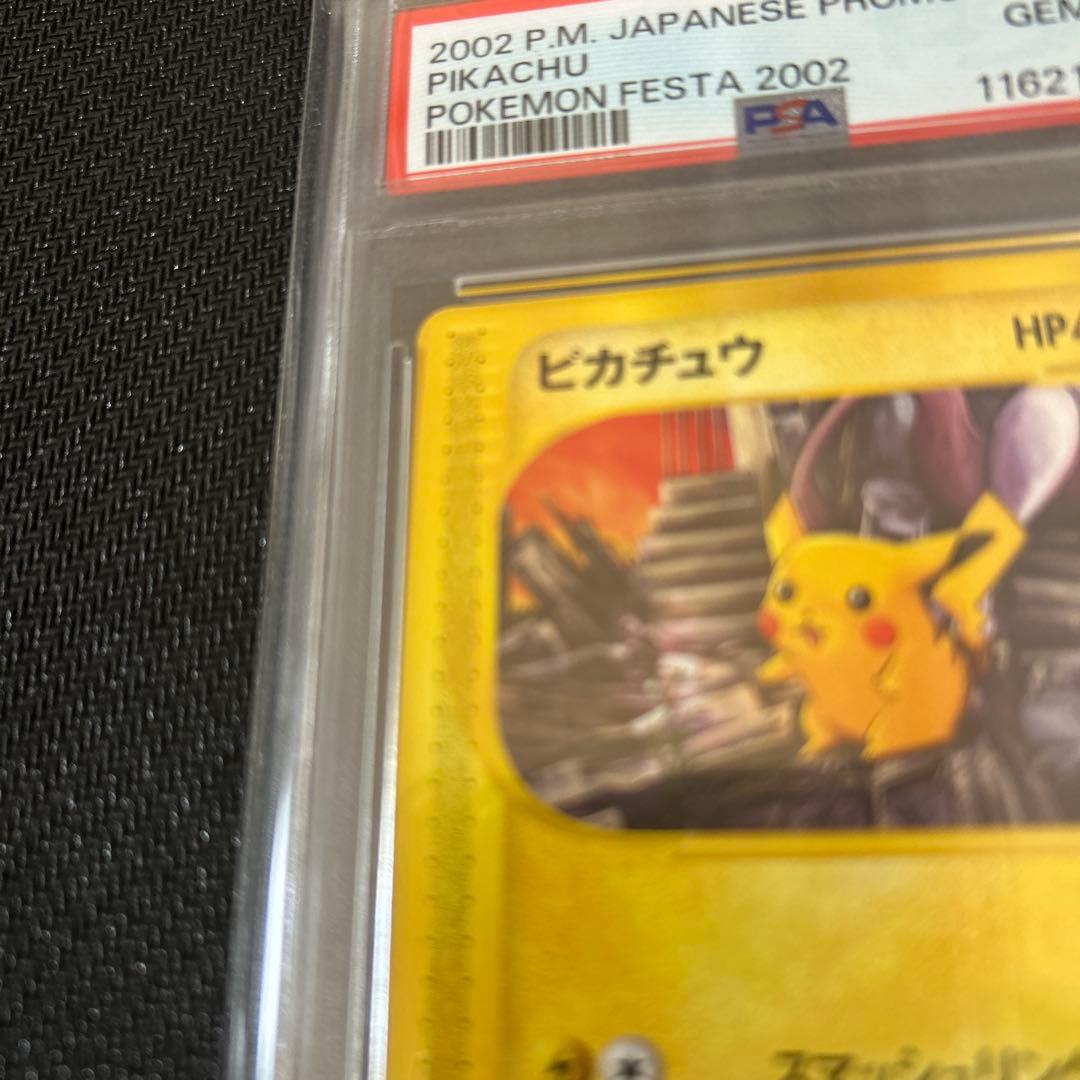 2002 P.M. JAPANESE PROMO
GEM
PIKACHU
POKEMON FESTA 2002
11621
PSA
ピカチュウ
HP4